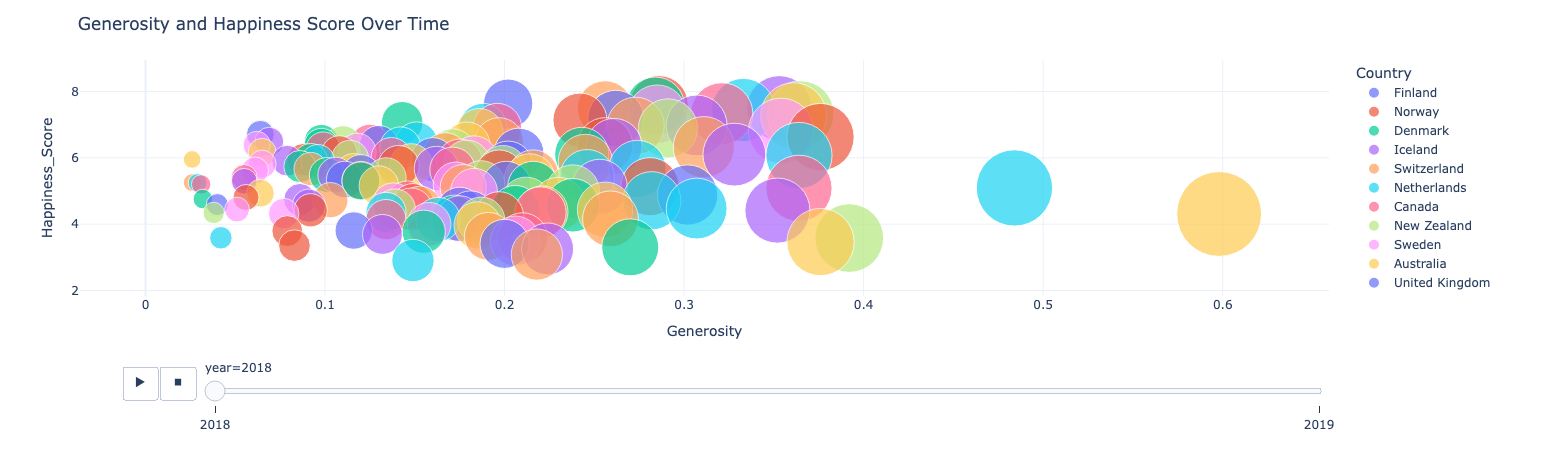 Generosity and Happiness Score Over Time
Happiness_Score
8
6
4
2
0
0.1
0.2
0.3
0.4
0.5
0.6
Generosity
Country
Finland
Norway
Denmark
Iceland
Switzerland
Netherlands
Canada
New Zealand
Sweden
Australia
United Kingdom
year=2018
2018
2019